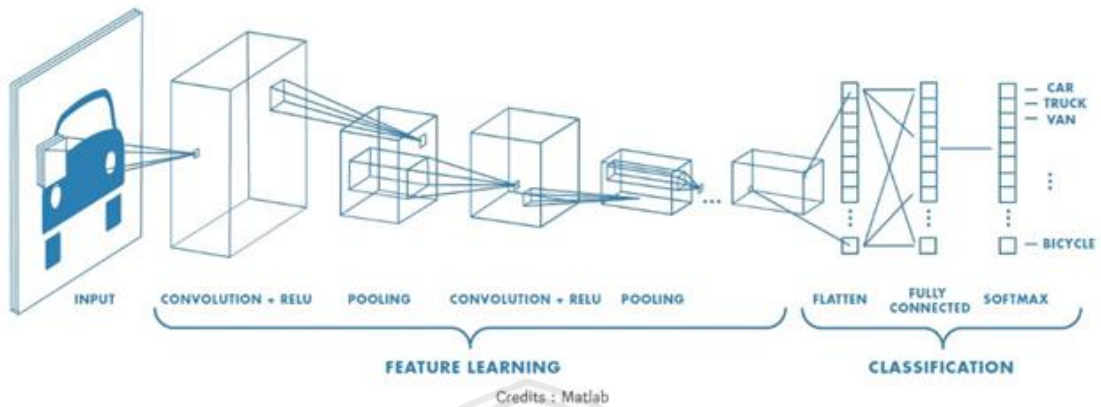 CAR
TRUCK
VAN
BICYCLE
INPUT
CONVOLUTION + RELU
POOLING
CONVOLUTION + RELU
POOLING
FLATTEN
FULLY
CONNECTED
SOFTMAX
FEATURE LEARNING
CLASSIFICATION
Credits : Matlab